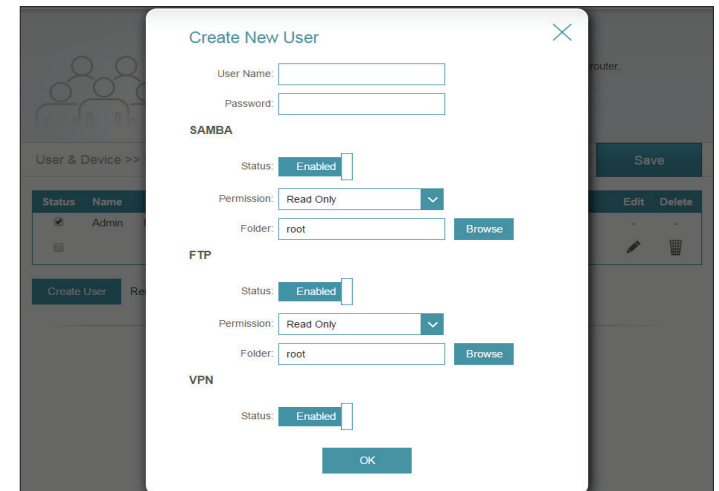 Create New User
User Name:
router.
Password:
SAMBA
User & Device >>
Status: Enabled
Save
Permission: Read Only
Status Name Edit Delete
Admin - -
Folder: root Browse
FTP
Create User
Status: Enabled
Permission: Read Only
Folder: root Browse
VPN
Status: Enabled
OK